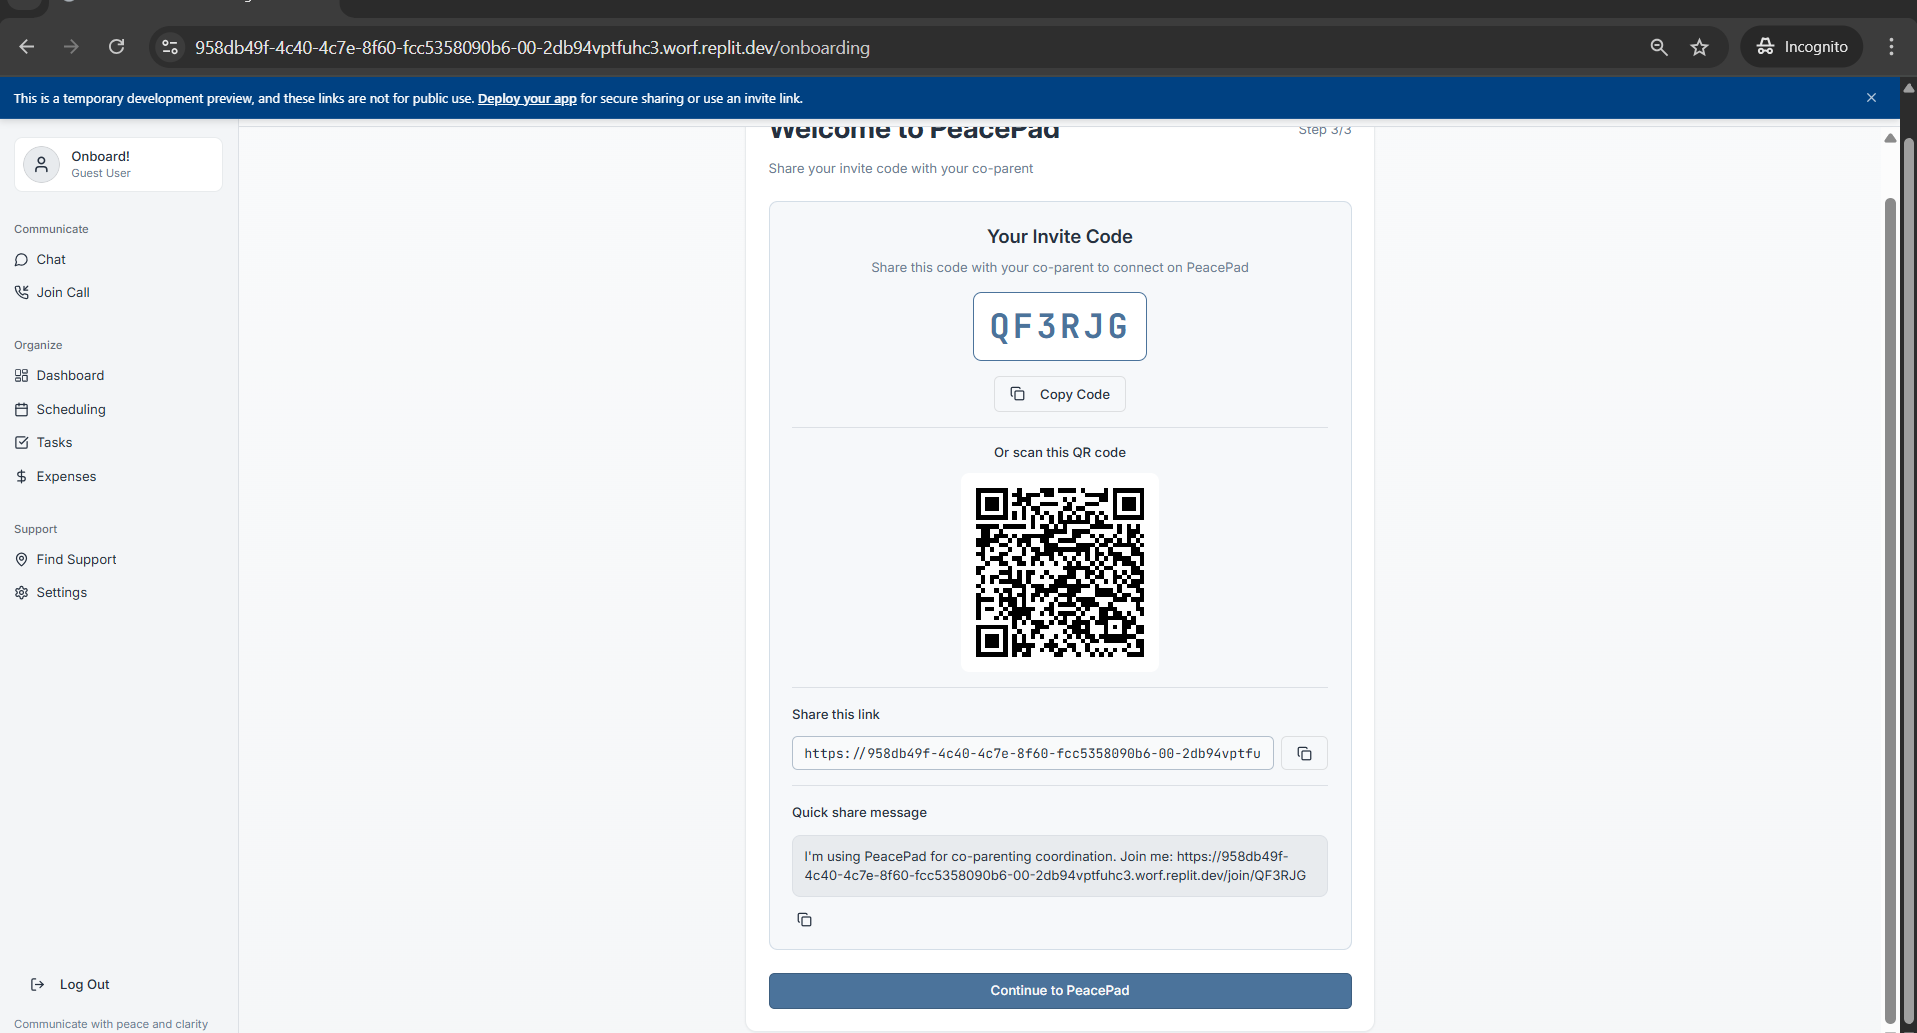 958db49f-4c40-4c7e-8f60-fcc5358090b6-00-2db94vptfuhc3.worf.replit.dev/onboarding
Incognito
This is a temporary development preview, and these links are not for public use. Deploy your app for secure sharing or use an invite link.
Onboard!
Guest User
Communicate
Chat
Join Call
Organize
Dashboard
Scheduling
Tasks
Expenses
Support
Find Support
Settings
Log Out
Communicate with peace and clarity
Welcome to PeacePad
Step 3/3
Share your invite code with your co-parent
Your Invite Code
Share this code with your co-parent to connect on PeacePad
QF3RJG
Copy Code
Or scan this QR code
Share this link
https://958db49f-4c40-4c7e-8f60-fcc5358090b6-00-2db94vptfu
Quick share message
I'm using PeacePad for co-parenting coordination. Join me: https://958db49f-
4c40-4c7e-8f60-fcc5358090b6-00-2db94vptfuhc3.worf.replit.dev/join/QF3RJG
Continue to PeacePad